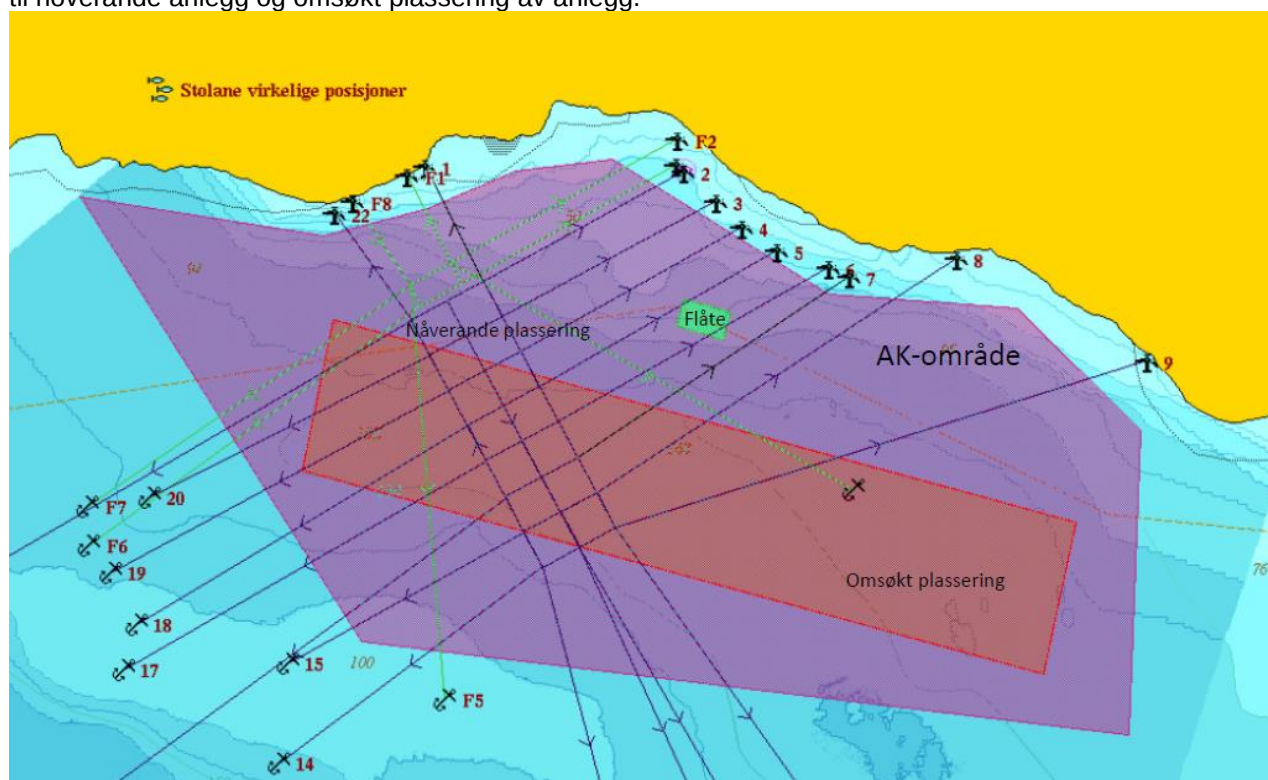 til noverande anlegg og omsøkt plassering av anlegg.
Stolane virkelige posisjoner
F2
1
F1
2
F8
3
22
4
5
6
7
8
Flåte
Nåverande plassering
AK-område
9
20
F7
F6
19
Omsøkt plassering
76
18
17
15
100
F5
14